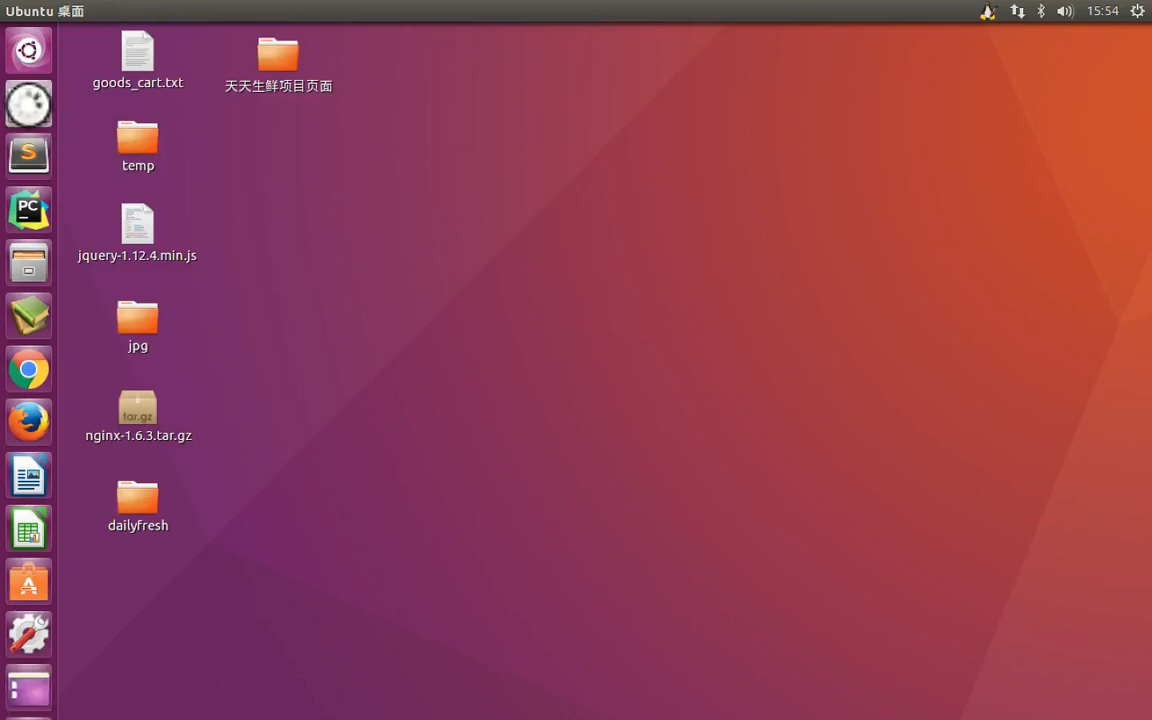 Ubuntu 桌面
15:54
goods_cart.txt
天天生鲜项目页面
temp
PC
jquery-1.12.4.min.js
jpg
tar.gz
nginx-1.6.3.tar.gz
dailyfresh